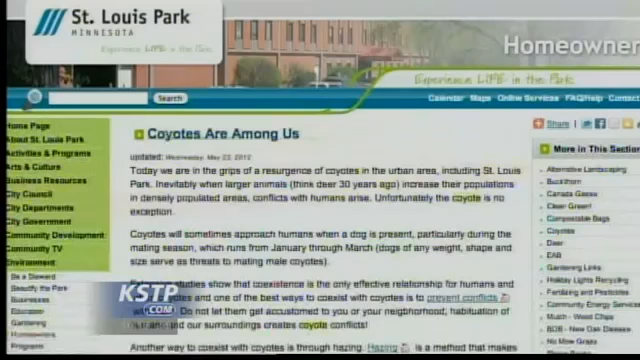 St. Louis Park
MINNESOTA
Experience LIFE in the Park
Homeowner
Experience LIFE in the Park
Search
Calendar Maps Online Services FAQ/Help Contact
Home Page
About St. Louis Park
Activities & Programs
Arts & Culture
Business Resources
City Council
City Departments
City Government
Community Development
Community TV
Environment
Be a Steward
Beautify the Park
Businesses
Education
Gardening
Homeowners
Programs
Coyotes Are Among Us
updated: Wednesday, May 23, 2012
Today we are in the grips of a resurgence of coyotes in the urban area, including St. Louis
Park. Inevitably when larger animals (think deer 30 years ago) increase their populations
in densely populated areas, conflicts with humans arise. Unfortunately the coyote is no
exception.
Coyotes will sometimes approach humans when a dog is present, particularly during the
mating season, which runs from January through March (dogs of any weight, shape and
size serve as threats to mating male coyotes).
studies show that coexistence is the only effective relationship for humans and
and one of the best ways to coexist with coyotes is to prevent conflicts
Do not let them get accustomed to you or your neighborhood, habituation of
and our surroundings creates coyote conflicts!
Another way to coexist with coyotes is through hazing. Hazing is a method that makes
Share
More in This Section
Alternative Landscaping
Buckthorn
Canada Geese
Clean Green!
Compostable Bags
Coyotes
Deer
EAB
Gardening Links
Holiday Lights Recycling
Fertilizing and Pesticides
Community Energy Services
Mulch - Wood Chips
BOB - New Oak Disease
No Mow Grass
KSTP
.COM